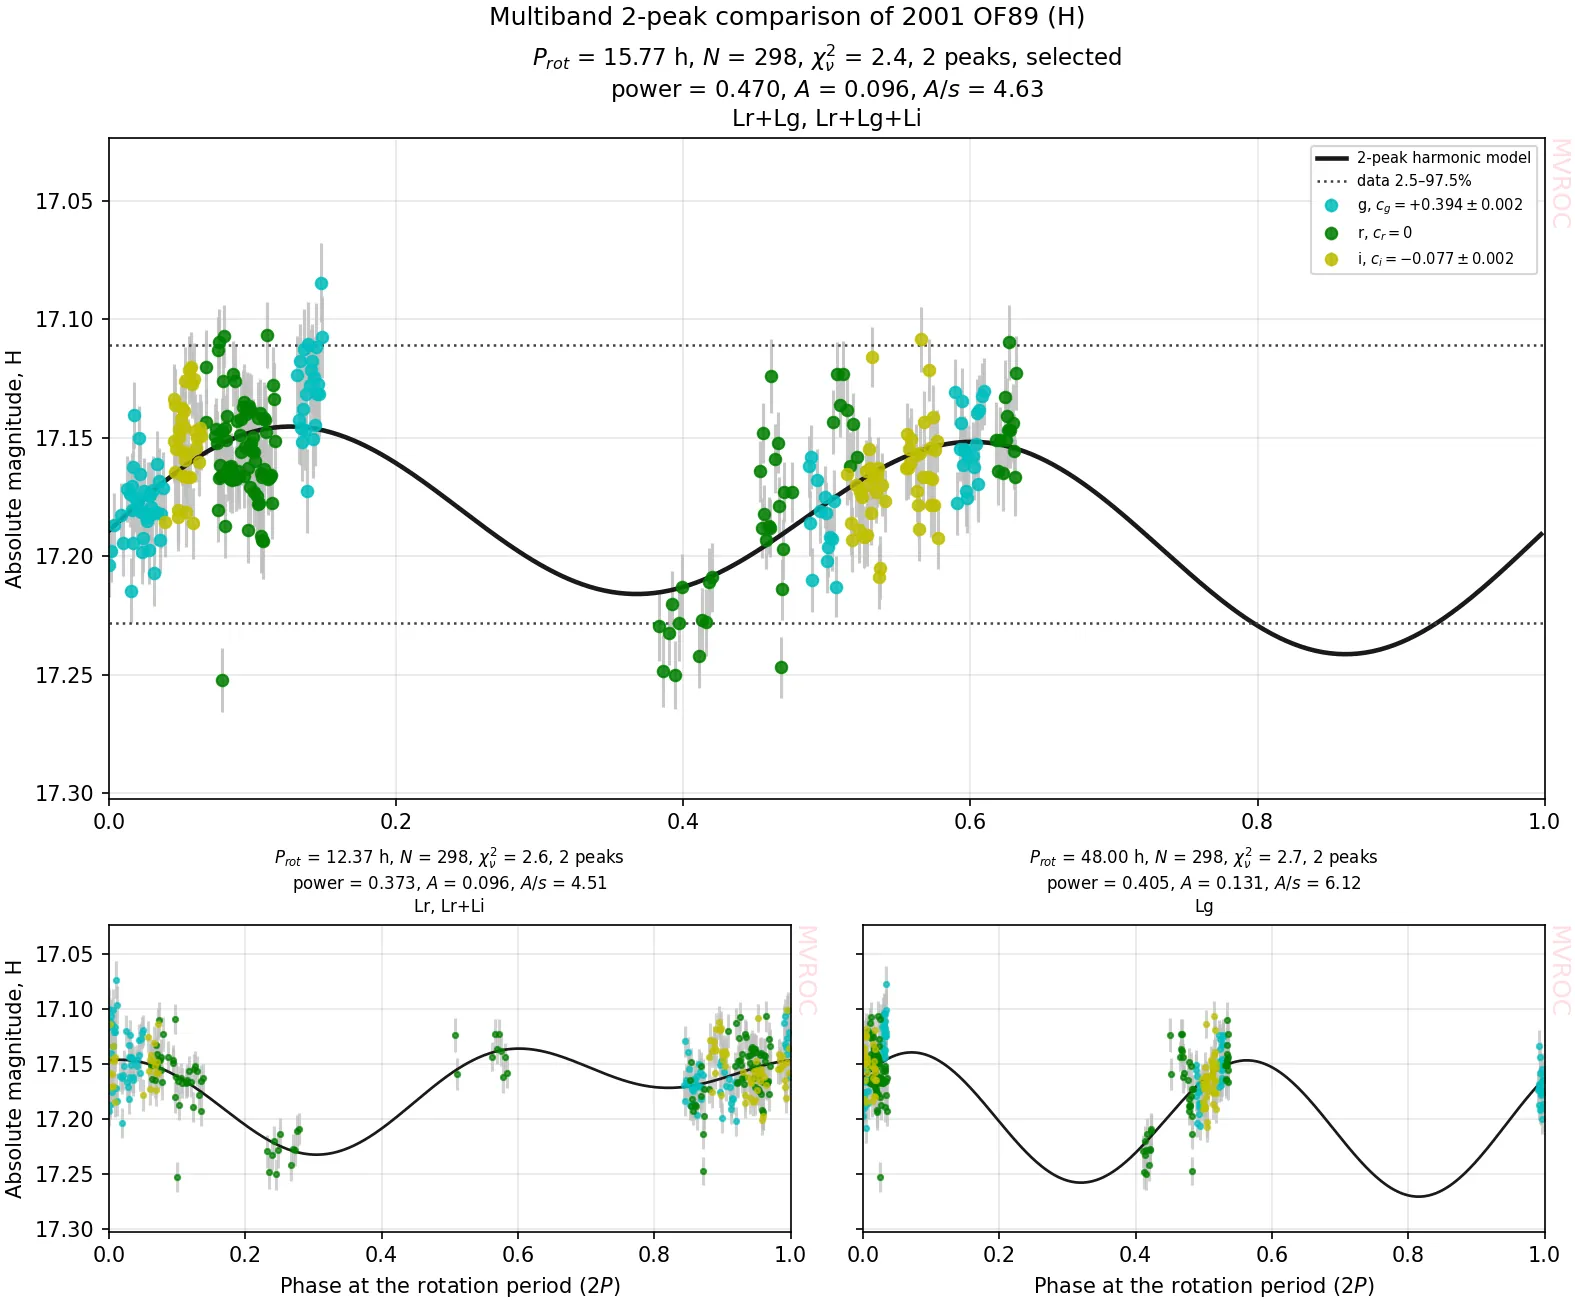 Multiband 2-peak comparison of 2001 OF89 (H)
P_rot = 15.77 h, N = 298, χ²_ν = 2.4, 2 peaks, selected
power = 0.470, A = 0.096, A/s = 4.63
Lr+Lg, Lr+Lg+Li
MVROC
2-peak harmonic model
data 2.5–97.5%
g, c_g = +0.394 ± 0.002
r, c_r = 0
i, c_i = −0.077 ± 0.002
Absolute magnitude, H
17.05
17.10
17.15
17.20
17.25
17.30
0.0 0.2 0.4 0.6 0.8 1.0
P_rot = 12.37 h, N = 298, χ²_ν = 2.6, 2 peaks
power = 0.373, A = 0.096, A/s = 4.51
Lr, Lr+Li
MVROC
Absolute magnitude, H
17.05
17.10
17.15
17.20
17.25
17.30
0.0 0.2 0.4 0.6 0.8 1.0
Phase at the rotation period (2P)
P_rot = 48.00 h, N = 298, χ²_ν = 2.7, 2 peaks
power = 0.405, A = 0.131, A/s = 6.12
Lg
MVROC
0.0 0.2 0.4 0.6 0.8 1.0
Phase at the rotation period (2P)